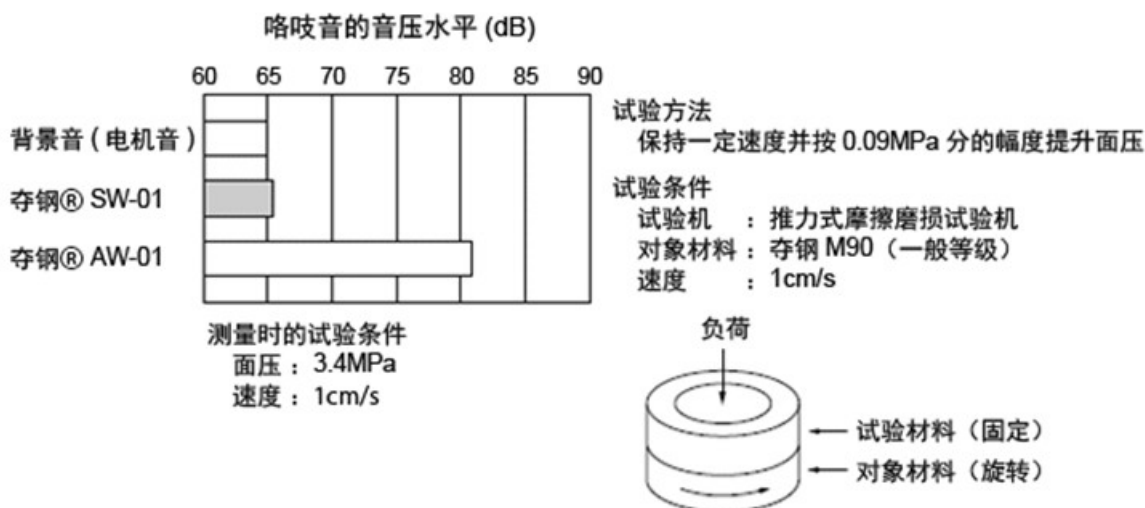 咯吱音的音压水平 (dB)
60 65 70 75 80 85 90
背景音 ( 电机音 )
夺钢® SW-01
夺钢® AW-01
测量时的试验条件
面压 : 3.4MPa
速度 : 1cm/s
试验方法
保持一定速度并按 0.09MPa 分的幅度提升面压
试验条件
试验机 : 推力式摩擦磨损试验机
对象材料 : 夺钢 M90（一般等级）
速度 : 1cm/s
负荷
试验材料（固定）
对象材料（旋转）